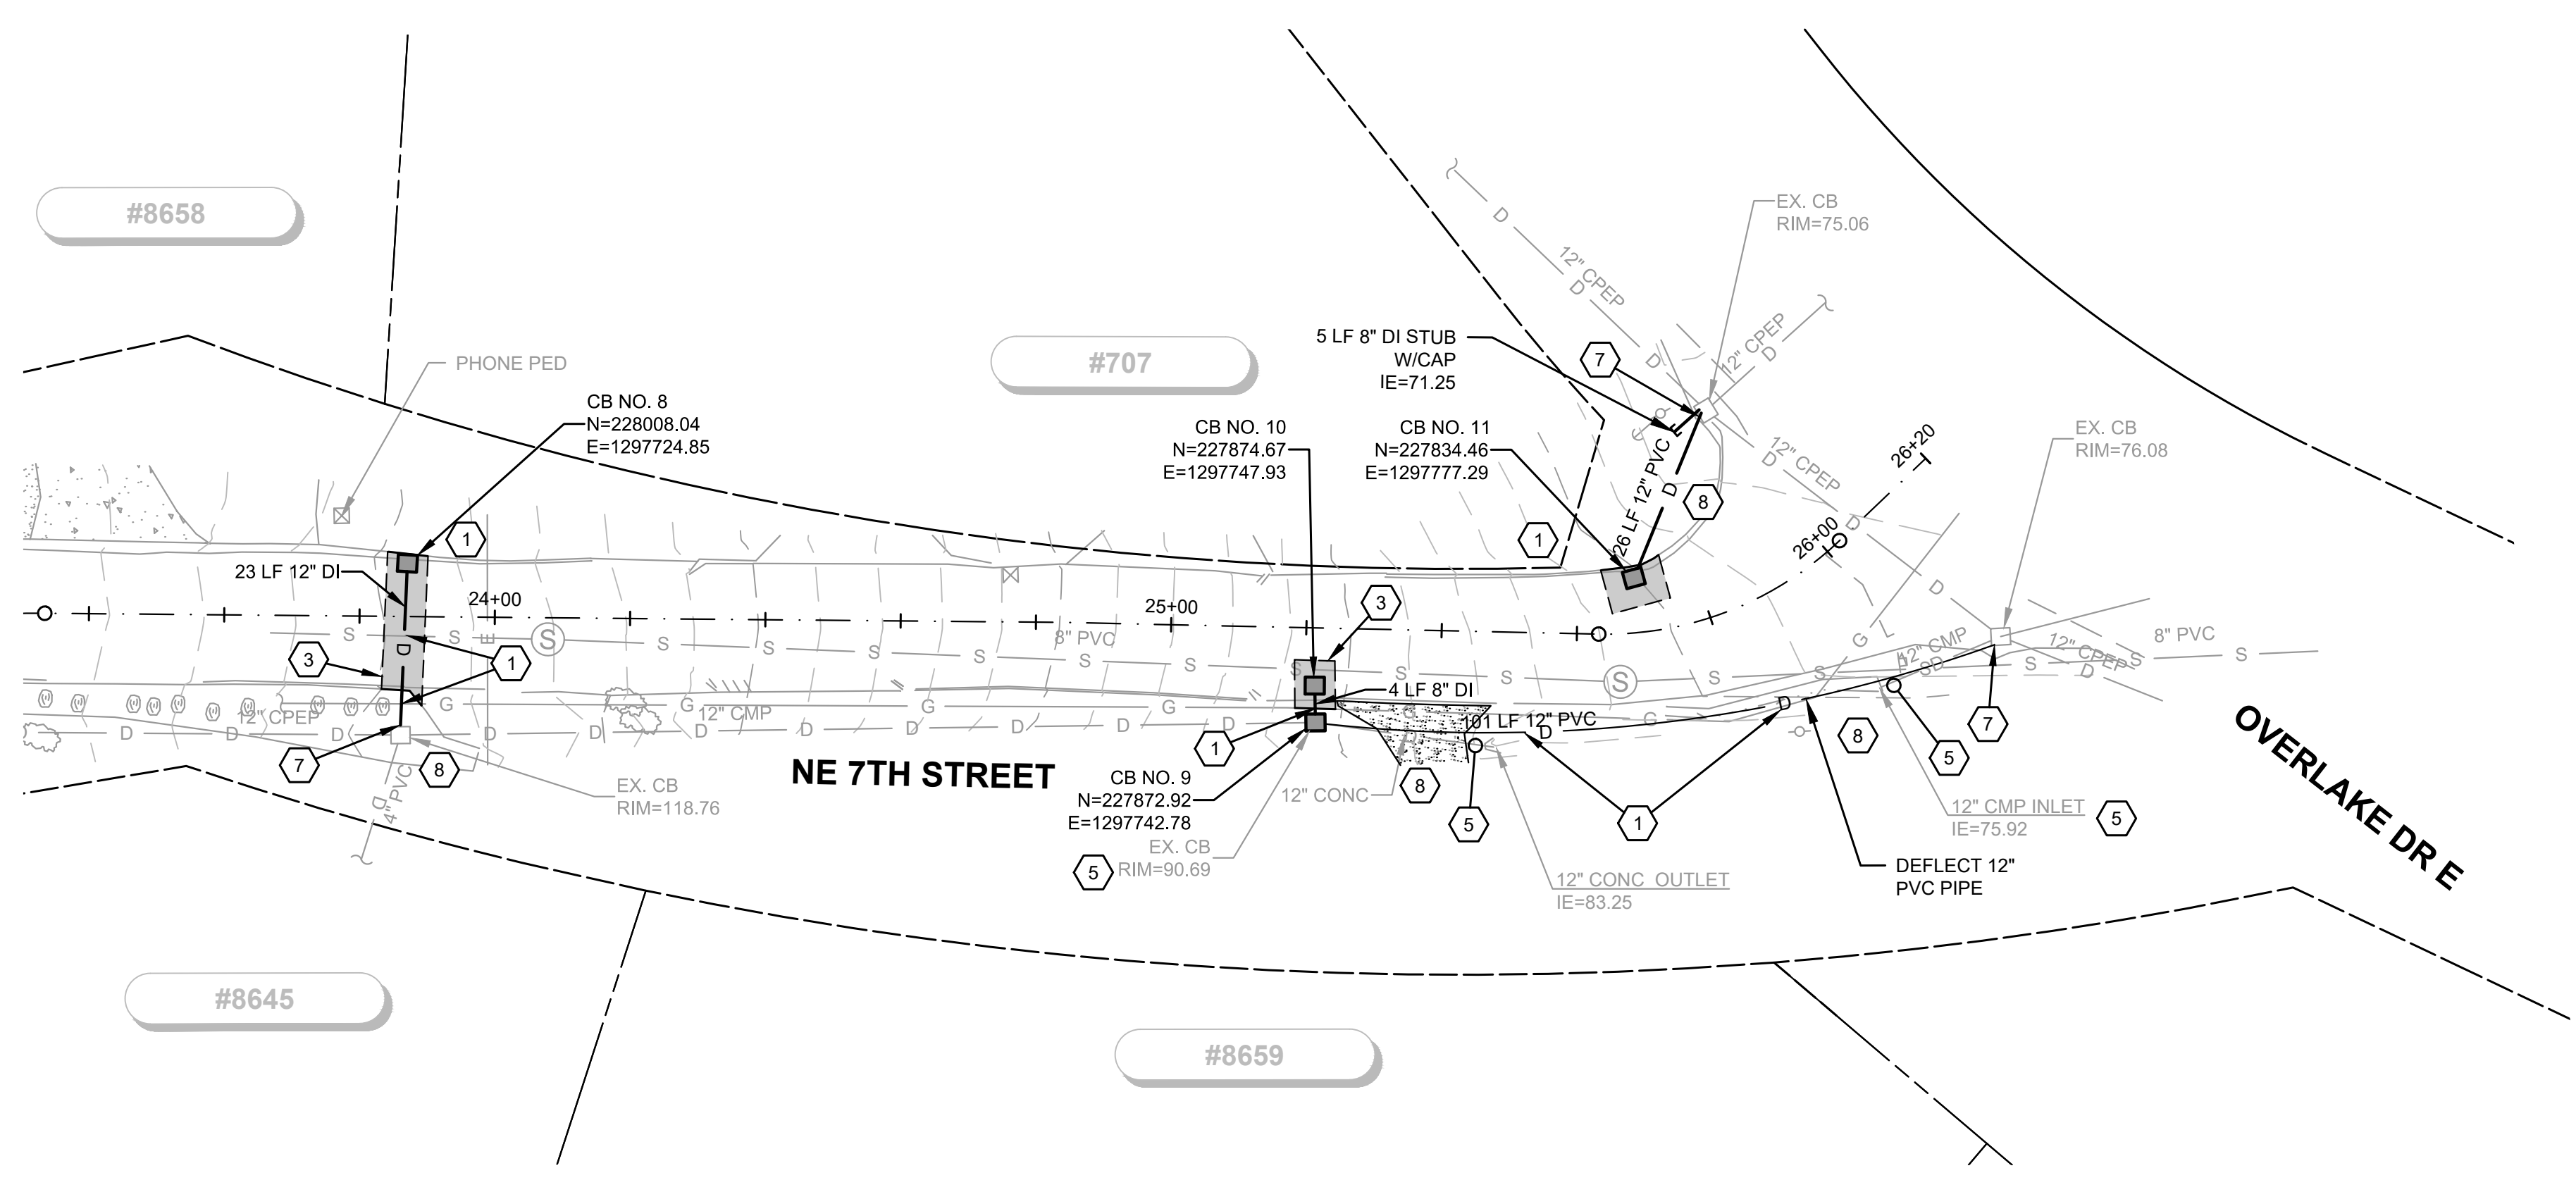 #8658
EX. CB
RIM=75.06
12" CPEP
D
D
D
12" CPEP
D
PHONE PED
#707
5 LF 8" DI STUB
W/CAP
IE=71.25
7
CB NO. 8
N=228008.04
E=1297724.85
CB NO. 10
N=227874.67
E=1297747.93
CB NO. 11
N=227834.46
E=1297777.29
26 LF 12" PVC
D
8
12" CPEP
D
D
D
26+20
26+00
EX. CB
RIM=76.08
1
1
23 LF 12" DI
24+00
25+00
3
3
1
D
E
S
S
S
S
S
S
S
S
S
S
S
8" PVC
S
S
S
S
S
S
S
S
12" CMP
SD
G
12" CPEP
D
8" PVC
12" CPEP
G
G
G
G
12" CMP
D
D
D
D
D
D
D
D
D
D
D
4 LF 8" DI
G
101 LF 12" PVC
D
G
D
7
8
D
4" PVC
EX. CB
RIM=118.76
NE 7TH STREET
1
CB NO. 9
N=227872.92
E=1297742.78
EX. CB
RIM=90.69
5
12" CONC
8
5
12" CONC OUTLET
IE=83.25
1
8
5
7
12" CMP INLET
IE=75.92
5
DEFLECT 12"
PVC PIPE
OVERLAKE DR E
#8645
#8659